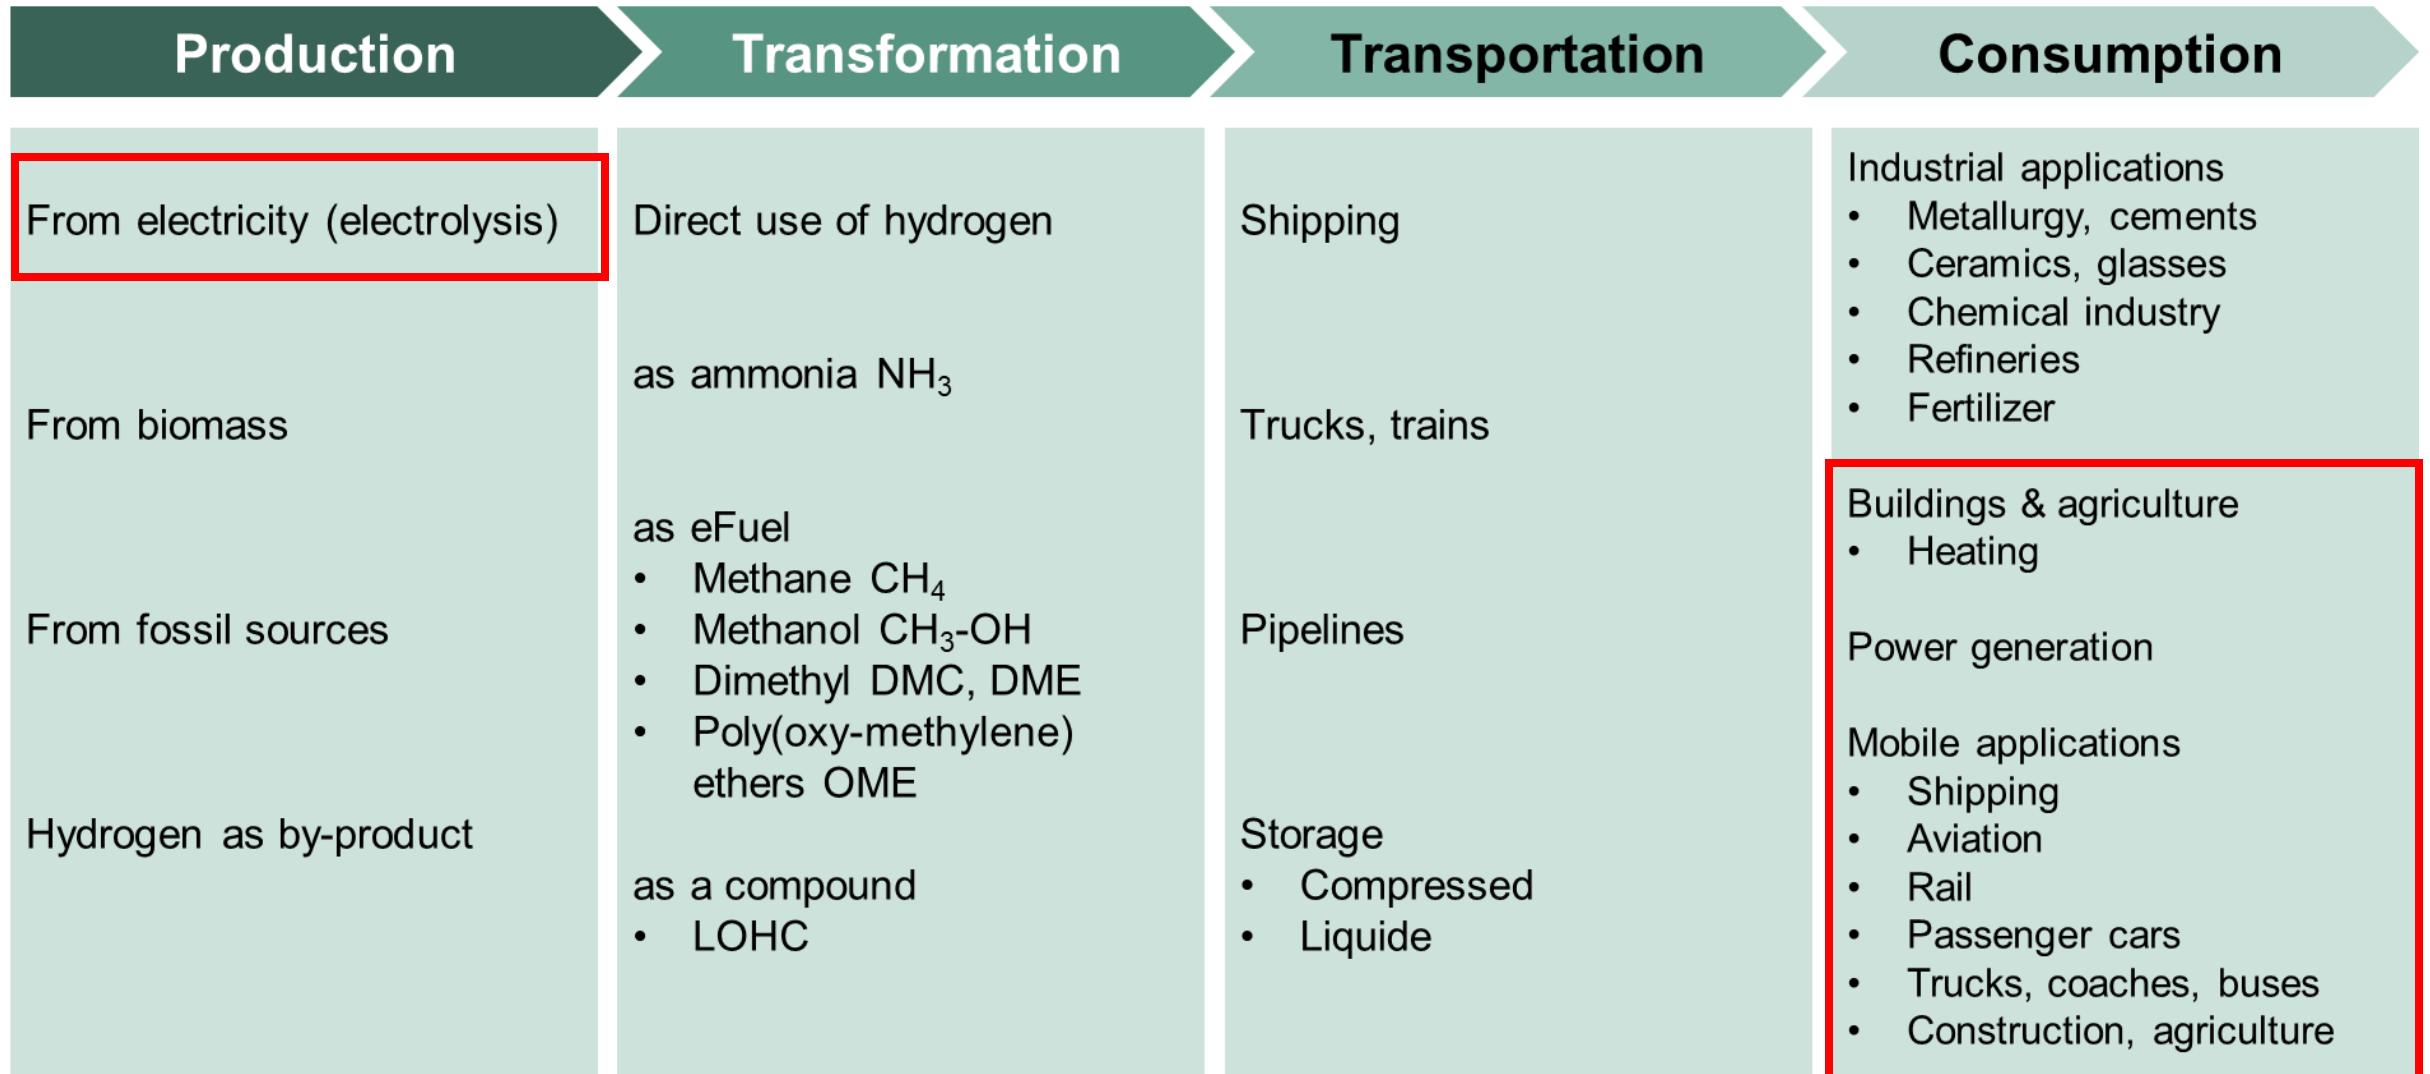 Production
Transformation
Transportation
Consumption
From electricity (electrolysis)
From biomass
From fossil sources
Hydrogen as by-product
Direct use of hydrogen
as ammonia NH₃
as eFuel
• Methane CH₄
• Methanol CH₃-OH
• Dimethyl DMC, DME
• Poly(oxy-methylene)
ethers OME
as a compound
• LOHC
Shipping
Trucks, trains
Pipelines
Storage
• Compressed
• Liquide
Industrial applications
• Metallurgy, cements
• Ceramics, glasses
• Chemical industry
• Refineries
• Fertilizer
Buildings & agriculture
• Heating
Power generation
Mobile applications
• Shipping
• Aviation
• Rail
• Passenger cars
• Trucks, coaches, buses
• Construction, agriculture